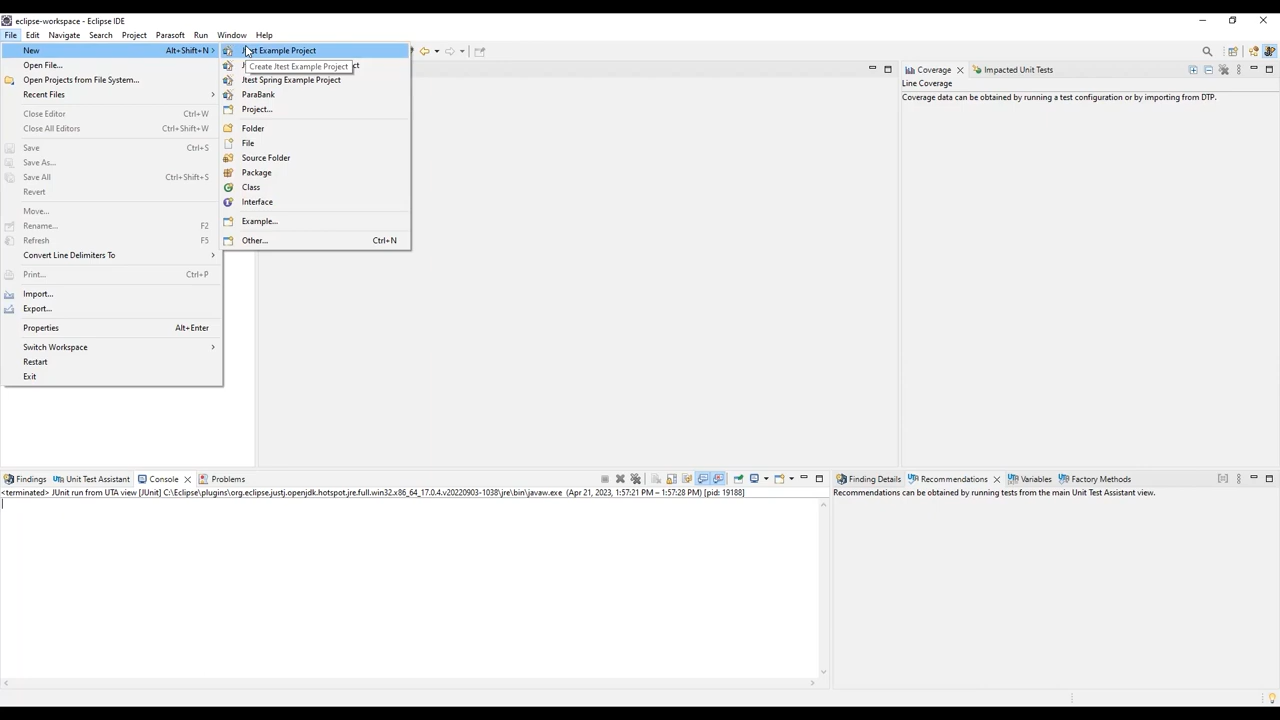 eclipse-workspace - Eclipse IDE
File Edit Navigate Search Project Parasoft Run Window Help
New Alt+Shift+N
Open File...
Open Projects from File System...
Recent Files
Close Editor Ctrl+W
Close All Editors Ctrl+Shift+W
Save Ctrl+S
Save As...
Save All Ctrl+Shift+S
Revert
Move...
Rename... F2
Refresh F5
Convert Line Delimiters To
Print... Ctrl+P
Import...
Export...
Properties Alt+Enter
Switch Workspace
Restart
Exit
Jtest Example Project
Create Jtest Example Project
Jtest Spring Example Project
ParaBank
Project...
Folder
File
Source Folder
Package
Class
Interface
Example...
Other... Ctrl+N
Coverage Impacted Unit Tests
Line Coverage
Coverage data can be obtained by running a test configuration or by importing from DTP.
Findings Unit Test Assistant Console Problems
<terminated> JUnit run from UTA view [JUnit] C:\Eclipse\plugins\org.eclipse.justj.openjdk.hotspot.jre.full.win32.x86_64_17.0.4.v20220903-1038\jre\bin\javaw.exe (Apr 21, 2023, 1:57:21 PM – 1:57:28 PM) [pid: 19188]
Finding Details Recommendations Variables Factory Methods
Recommendations can be obtained by running tests from the main Unit Test Assistant view.